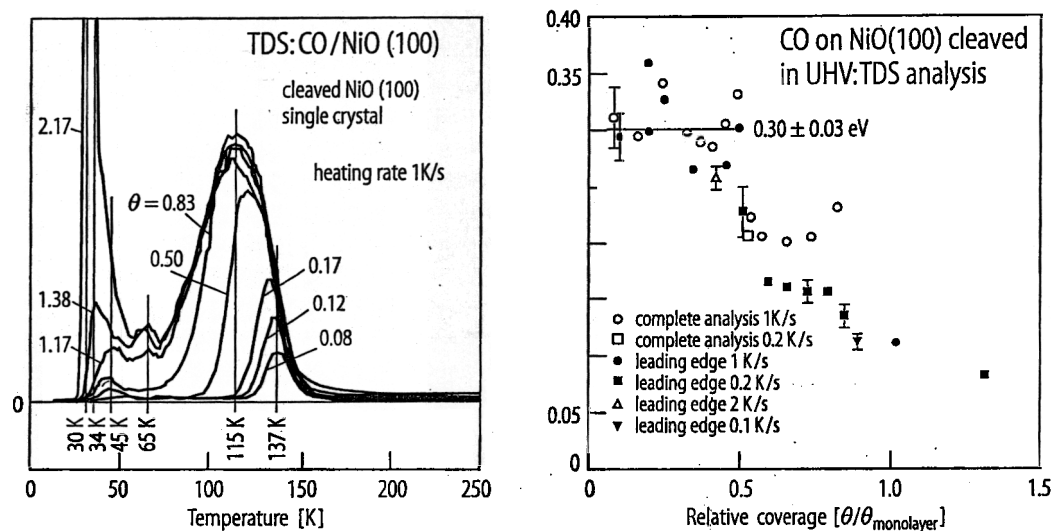 TDS: CO/NiO (100)
cleaved NiO (100)
single crystal
heating rate 1K/s
2.17
θ = 0.83
0.50
0.17
0.12
0.08
1.38
1.17
0
30 K
34 K
45 K
65 K
115 K
137 K
0
50
100
150
200
250
Temperature [K]
0.40
0.35
0.05
0
CO on NiO(100) cleaved
in UHV: TDS analysis
0.30 ± 0.03 eV
complete analysis 1K/s
complete analysis 0.2 K/s
leading edge 1 K/s
leading edge 0.2 K/s
leading edge 2 K/s
leading edge 0.1 K/s
0
0.5
1.0
1.5
Relative coverage [θ/θmonolayer]